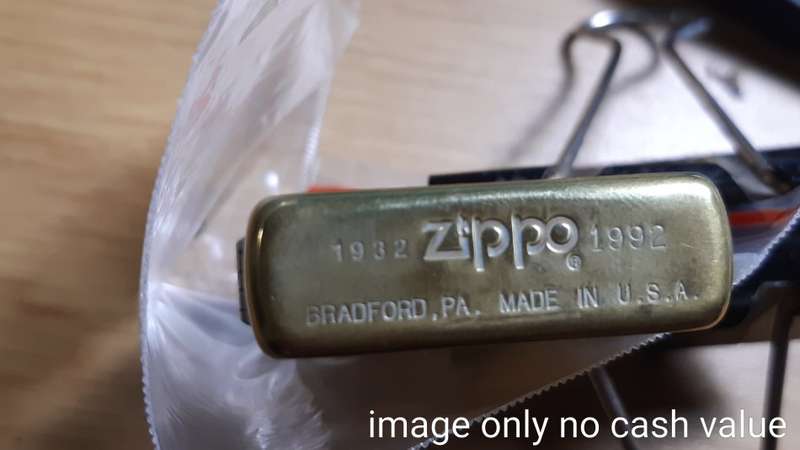 1932 Zippo® 1992
BRADFORD, PA. MADE IN U.S.A.
image only no cash value